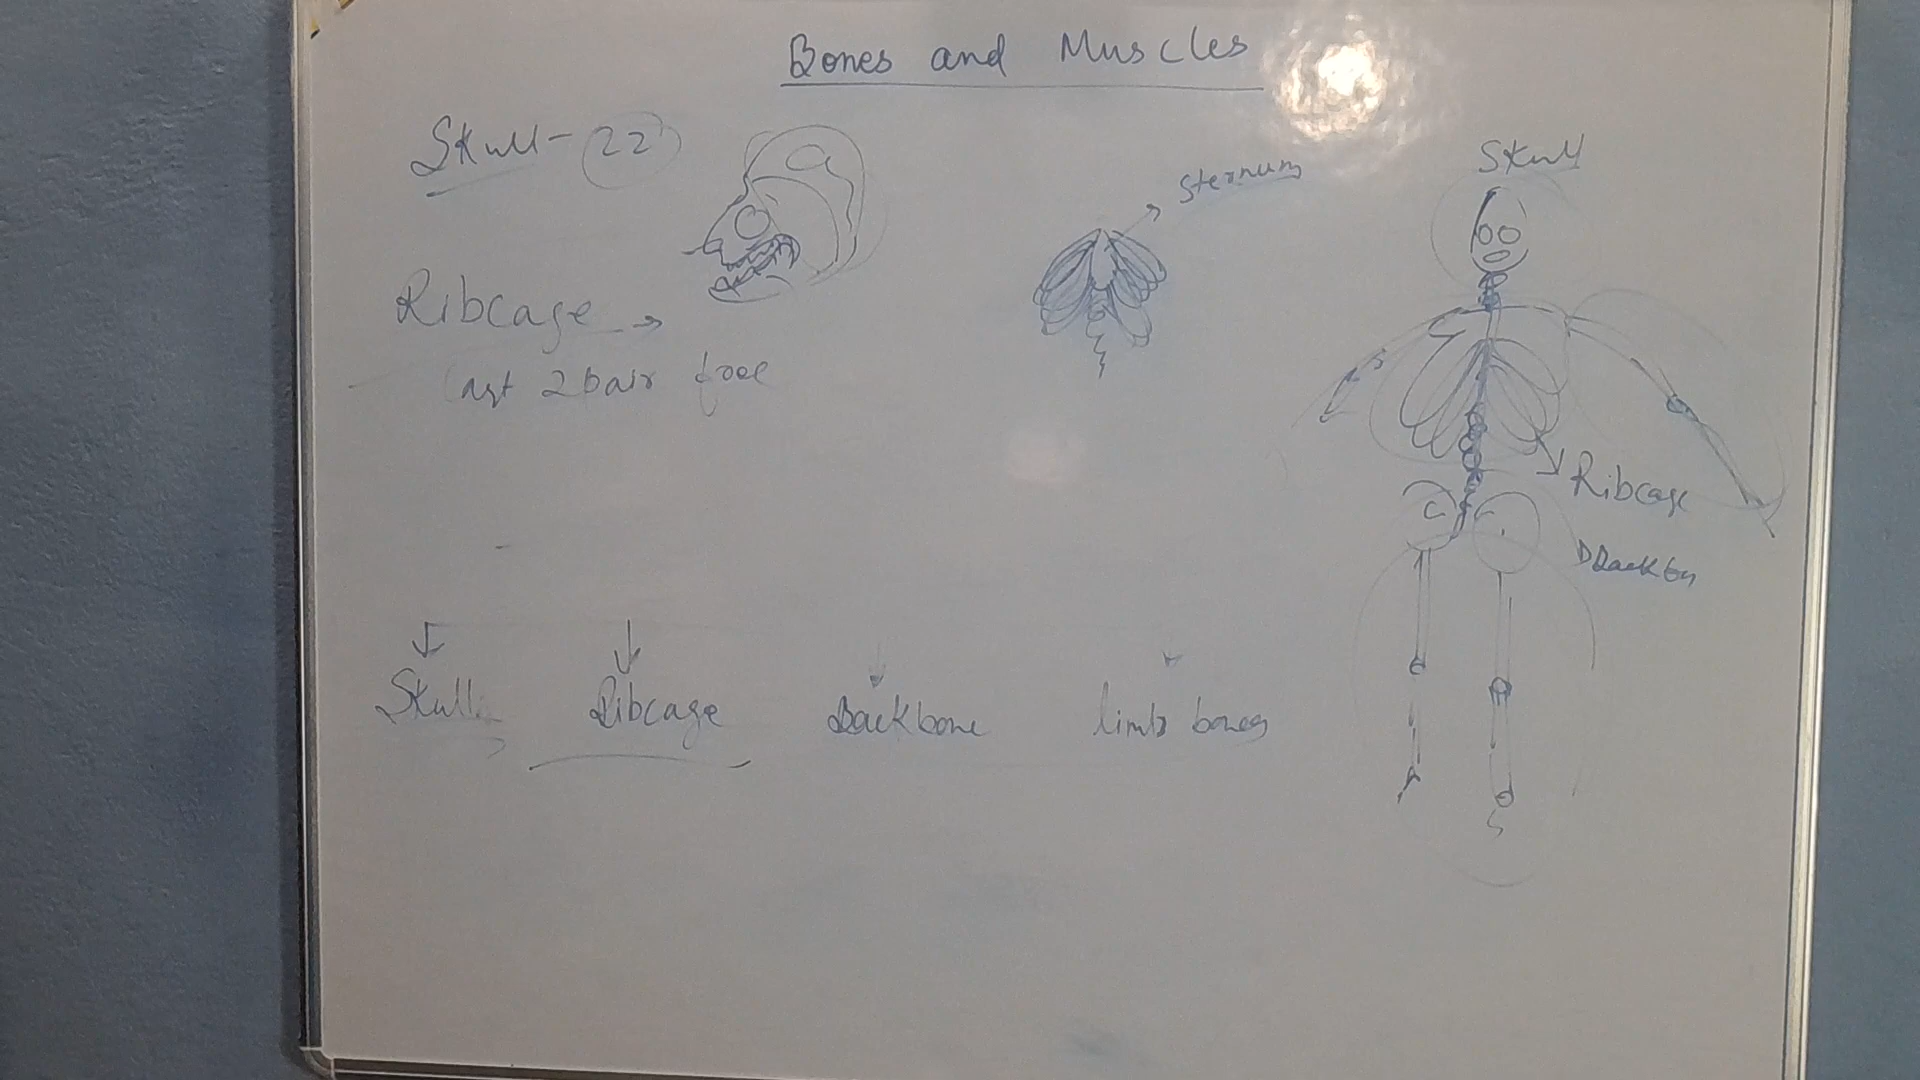 Bones and Muscles
Skull - 22
sternum
Skull
Ribcage →
last 2 pair free
Ribcage
Skull
Ribcage
Backbone
limb bones